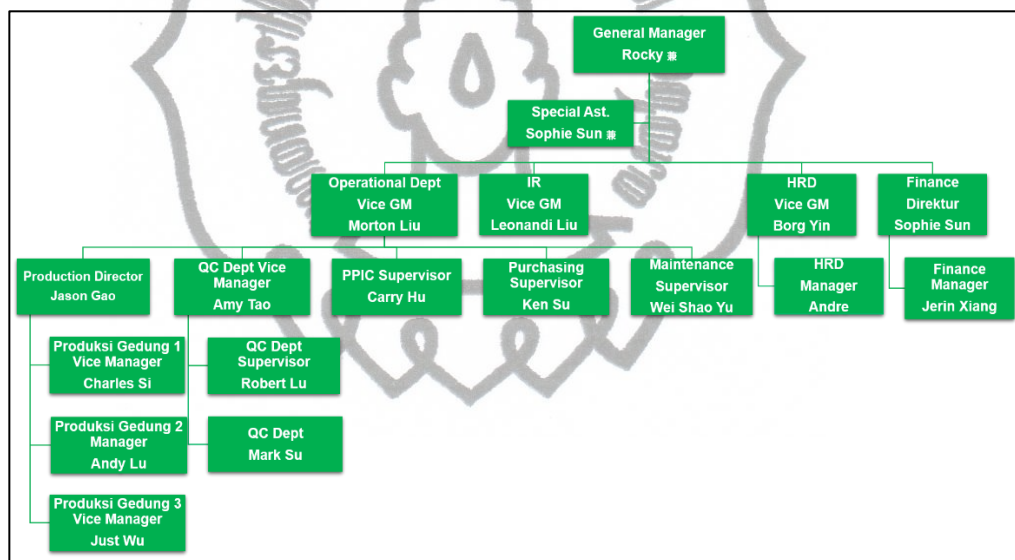 General Manager
Rocky 兼
Special Ast.
Sophie Sun 兼
Operational Dept
Vice GM
Morton Liu
IR
Vice GM
Leonandi Liu
HRD
Vice GM
Borg Yin
Finance
Direktur
Sophie Sun
Production Director
Jason Gao
QC Dept Vice
Manager
Amy Tao
PPIC Supervisor
Carry Hu
Purchasing
Supervisor
Ken Su
Maintenance
Supervisor
Wei Shao Yu
HRD
Manager
Andre
Finance
Manager
Jerin Xiang
Produksi Gedung 1
Vice Manager
Charles Si
QC Dept
Supervisor
Robert Lu
Produksi Gedung 2
Manager
Andy Lu
QC Dept
Mark Su
Produksi Gedung 3
Vice Manager
Just Wu